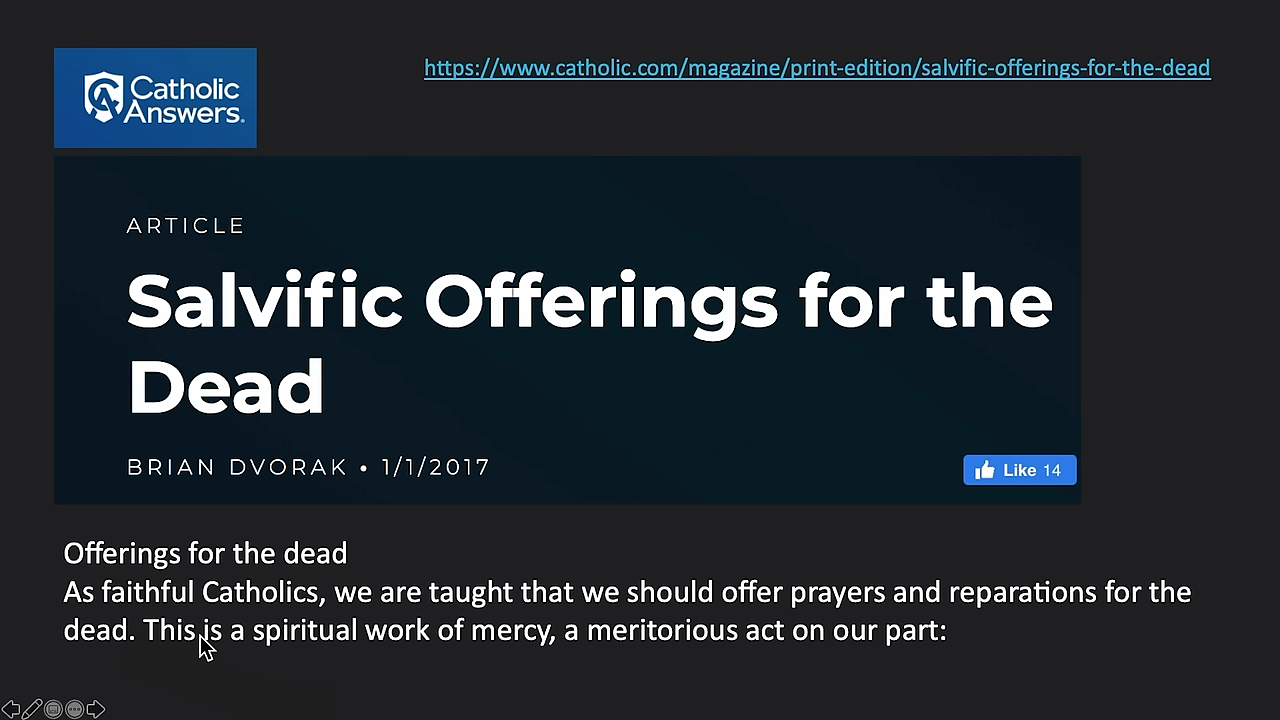 Catholic
Answers.
https://www.catholic.com/magazine/print-edition/salvific-offerings-for-the-dead
ARTICLE
Salvific Offerings for the
Dead
BRIAN DVORAK • 1/1/2017
Like 14
Offerings for the dead
As faithful Catholics, we are taught that we should offer prayers and reparations for the
dead. This is a spiritual work of mercy, a meritorious act on our part: